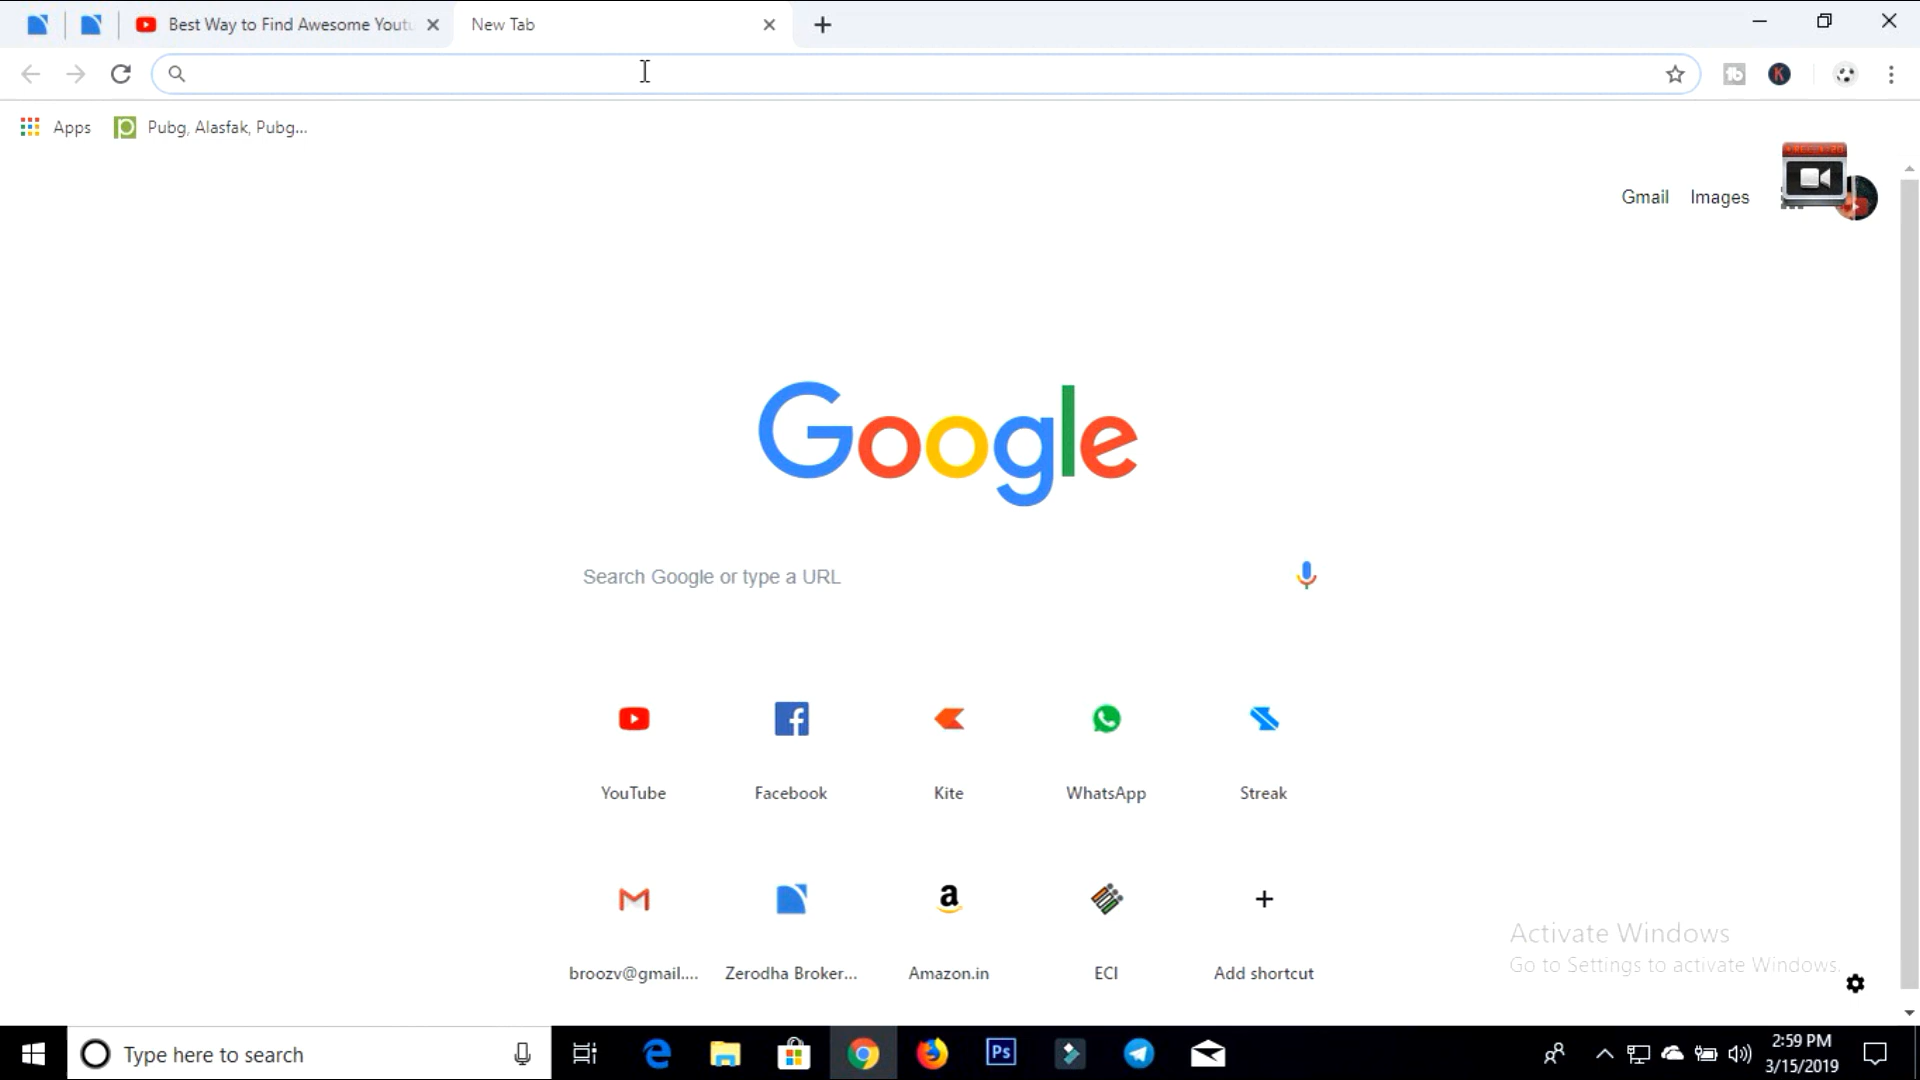 Best Way to Find Awesome Yout
New Tab
Apps
Pubg, Alasfak, Pubg...
Gmail
Images
Google
Search Google or type a URL
YouTube
Facebook
Kite
WhatsApp
Streak
broozv@gmail....
Zerodha Broker...
Amazon.in
ECI
Add shortcut
Activate Windows
Go to Settings to activate Windows.
Type here to search
Ps
2:59 PM
3/15/2019